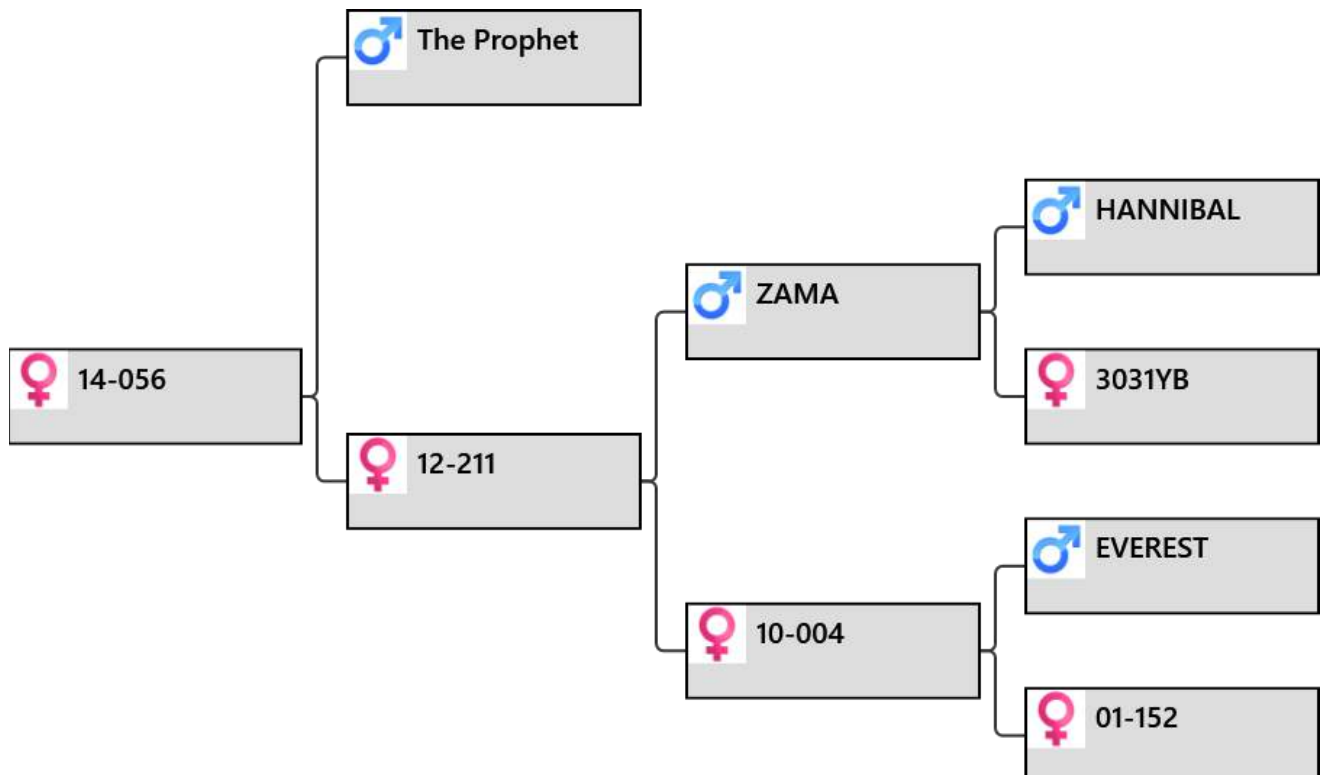 The Prophet
HANNIBAL
ZAMA
14-056
3031YB
12-211
EVEREST
10-004
01-152